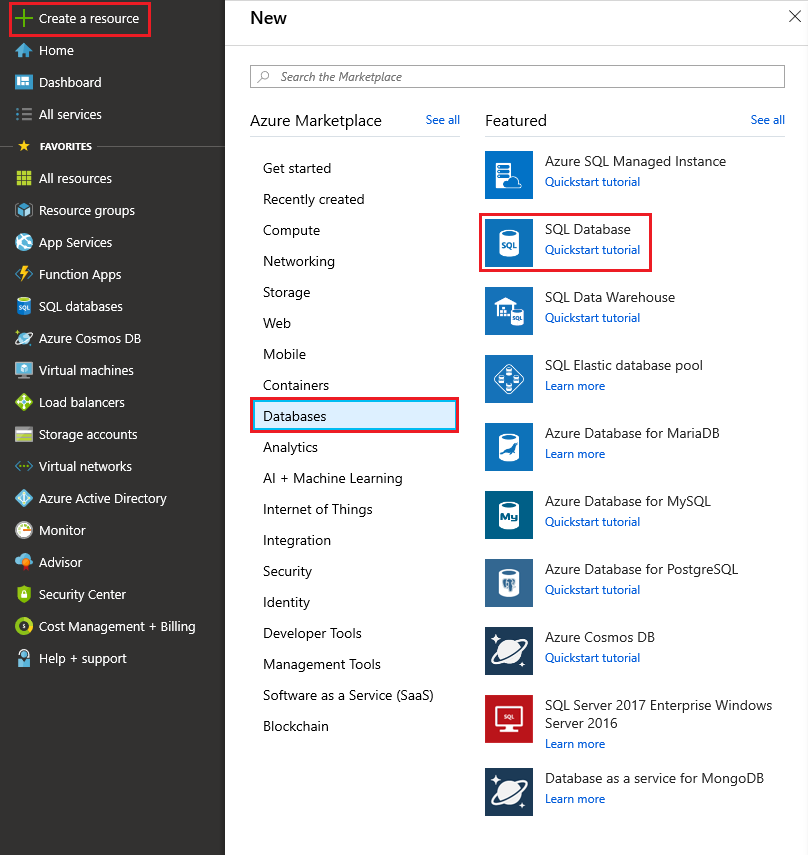 Create a resource
Home
Dashboard
All services
FAVORITES
All resources
Resource groups
App Services
Function Apps
SQL databases
Azure Cosmos DB
Virtual machines
Load balancers
Storage accounts
Virtual networks
Azure Active Directory
Monitor
Advisor
Security Center
Cost Management + Billing
Help + support
New
Search the Marketplace
Azure Marketplace
See all
Get started
Recently created
Compute
Networking
Storage
Web
Mobile
Containers
Databases
Analytics
AI + Machine Learning
Internet of Things
Integration
Security
Identity
Developer Tools
Management Tools
Software as a Service (SaaS)
Blockchain
Featured
See all
Azure SQL Managed Instance
Quickstart tutorial
SQL
SQL Database
Quickstart tutorial
SQL
SQL Data Warehouse
Quickstart tutorial
SQL Elastic database pool
Learn more
Azure Database for MariaDB
Learn more
My
Azure Database for MySQL
Quickstart tutorial
Azure Database for PostgreSQL
Quickstart tutorial
Azure Cosmos DB
Quickstart tutorial
SQL
SQL Server 2017 Enterprise Windows
Server 2016
Learn more
Database as a service for MongoDB
Learn more